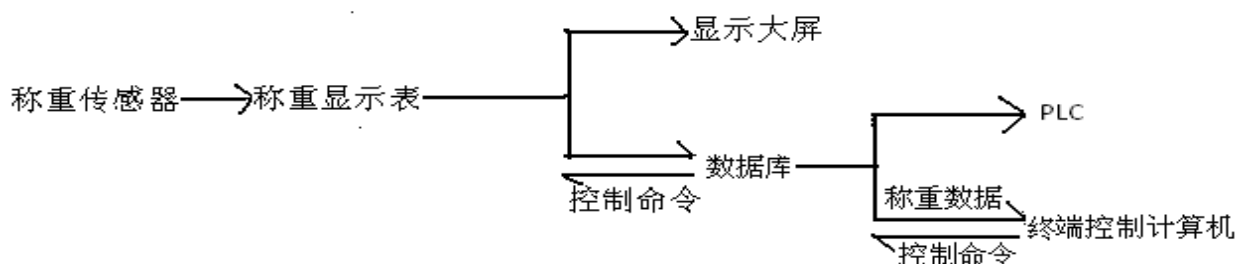 显示大屏
称重传感器
称重显示表
PLC
数据库
控制命令
称重数据
终端控制计算机
控制命令